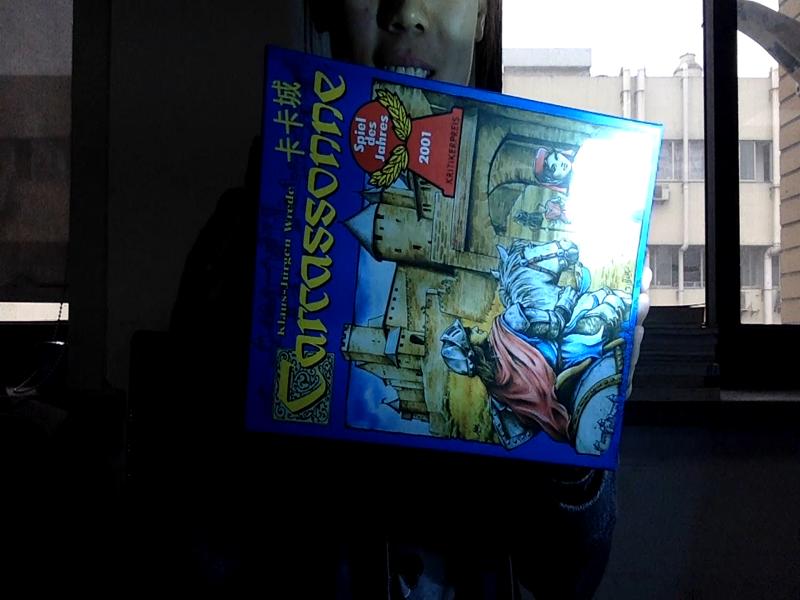 卡卡城
Klaus-Jürgen Wrede
Carcassonne
Spiel
des
Jahres
2001
KRITIKERPREIS